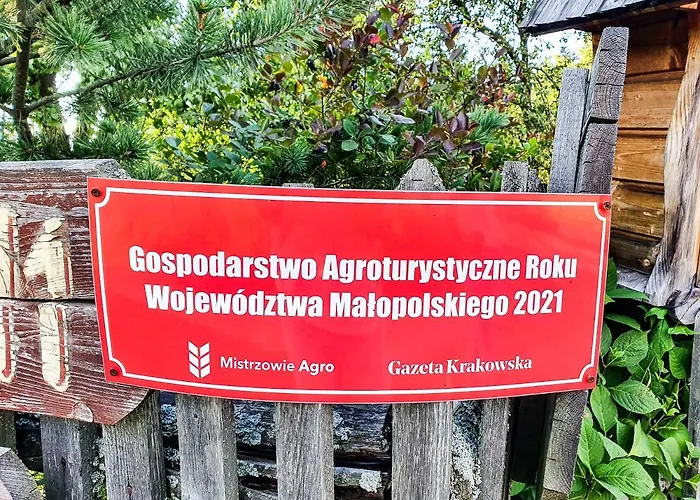 Gospodarstwo Agroturystyczne Roku
Województwa Małopolskiego 2021
Mistrzowie Agro
Gazeta Krakowska